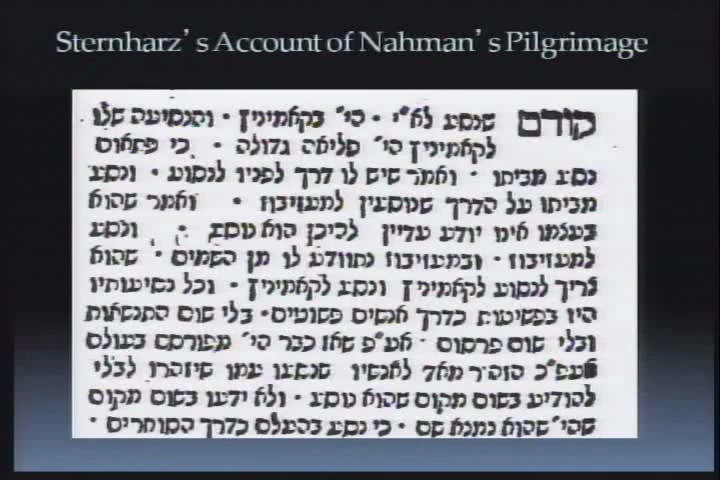 Sternharz's Account of Nahman's Pilgrimage
קודם שנסע לא"י · הי' בקאמיניץ · והנסיעה שלו
לקאמיניץ הי' פליאה גדולה · כי פתאום
נסע מביתו · ואמר שיש לו דרך לפניו לנסוע · ונסע
מביתו על הדרך שנוסעין למעזיבוז · ואמר שהוא
בעצמו אינו יודע עדיין להיכן הוא נוסע · ונסע
למעזיבוז · ובמעזיבוז נתוודע לו מן השמים · שהוא
צריך לנסוע לקאמיניץ ונסע לקאמיניץ · וכל נסיעותיו
היו בפשיטות כדרך אנשים פשוטים · בלי שום התנשאות
ובלי שום פרסום · אע"פ שאז כבר הי' מפורסם בעולם
אעפ"כ הזהיר מאד לאנשיו שנסעו עמו שיזהרו לבלי
להודיע בשום מקום שהוא נוסע · ולא ידעו בשום מקום
שהי' שהוא נמצא שם · כי נסע בהעלם כדרך הסוחרים ·